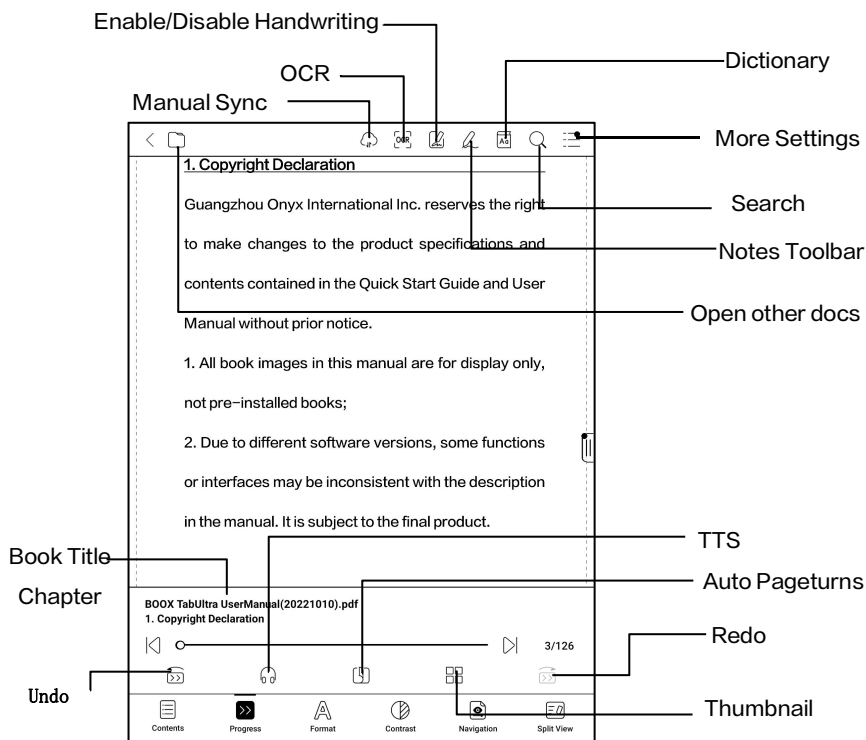 Enable/Disable Handwriting
OCR
Dictionary
Manual Sync
OCR
Aa
More Settings
1. Copyright Declaration
Guangzhou Onyx International Inc. reserves the right
Search
to make changes to the product specifications and
Notes Toolbar
contents contained in the Quick Start Guide and User
Open other docs
Manual without prior notice.
1. All book images in this manual are for display only,
not pre-installed books;
2. Due to different software versions, some functions
or interfaces may be inconsistent with the description
in the manual. It is subject to the final product.
TTS
Book Title
Auto Pageturns
Chapter
BOOX TabUltra UserManual(20221010).pdf
1. Copyright Declaration
Redo
3/126
Undo
Thumbnail
Contents
Progress
Format
Contrast
Navigation
Split View